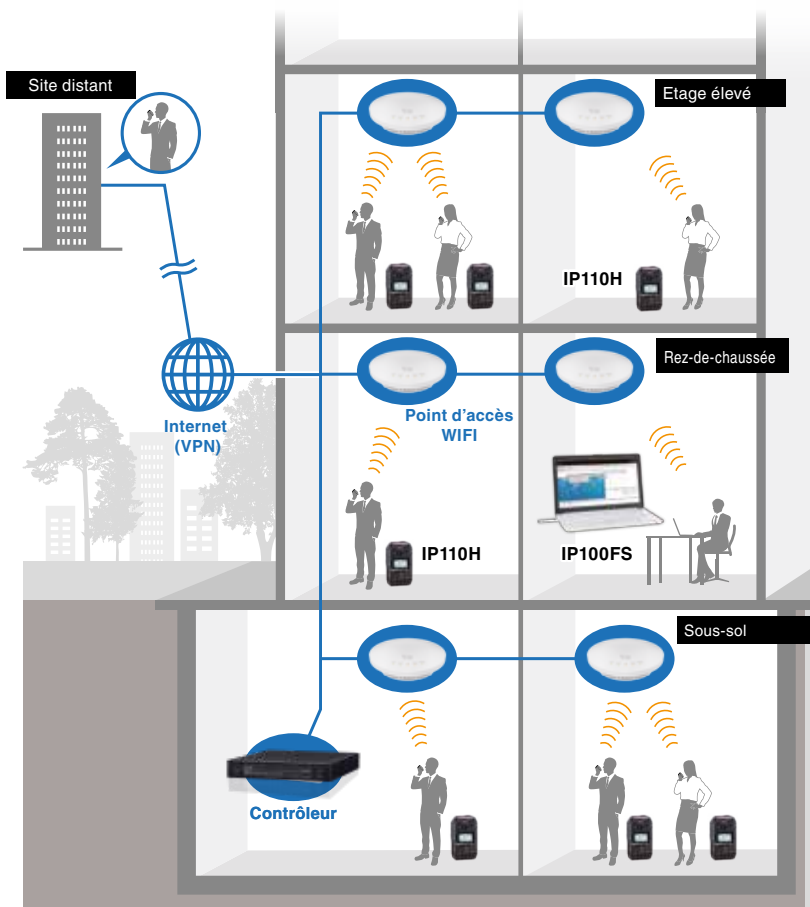 Site distant
Etage élevé
IP110H
Rez-de-chaussée
Internet
(VPN)
Point d'accès
WIFI
IP110H
IP100FS
Sous-sol
Contrôleur